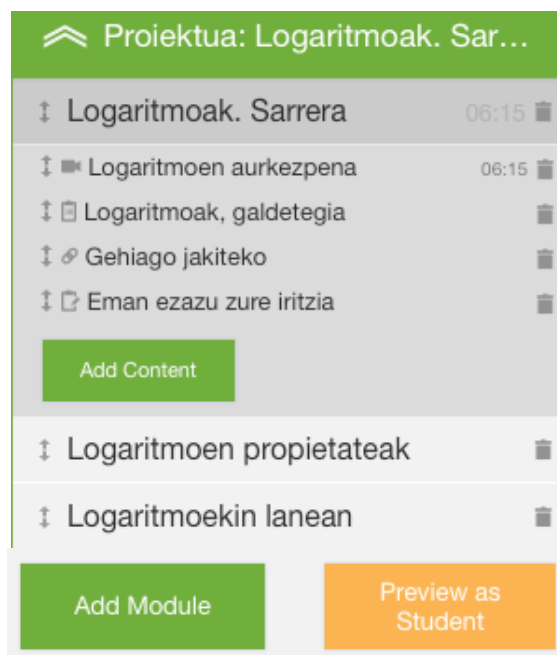 Proiektua: Logaritmoak. Sar...
Logaritmoak. Sarrera 06:15
Logaritmoen aurkezpena 06:15
Logaritmoak, galdetegia
Gehiago jakiteko
Eman ezazu zure iritzia
Add Content
Logaritmoen propietateak
Logaritmoekin lanean
Add Module
Preview as
Student